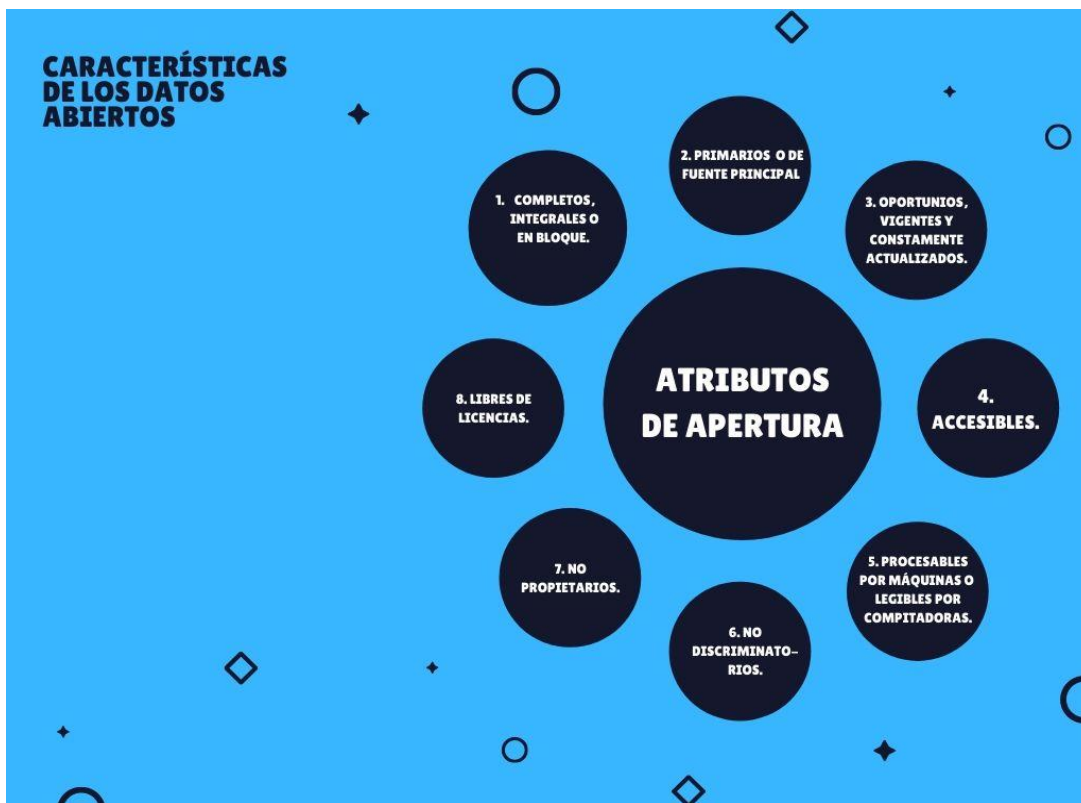 CARACTERÍSTICAS
DE LOS DATOS
ABIERTOS
1. COMPLETOS,
INTEGRALES O
EN BLOQUE.
2. PRIMARIOS O DE
FUENTE PRINCIPAL
3. OPORTUNIOS,
VIGENTES Y
CONSTAMENTE
ACTUALIZADOS.
4.
ACCESIBLES.
5. PROCESABLES
POR MÁQUINAS O
LEGIBLES POR
COMPITADORAS.
6. NO
DISCRIMINATO-
RIOS.
7. NO
PROPIETARIOS.
8. LIBRES DE
LICENCIAS.
ATRIBUTOS
DE APERTURA